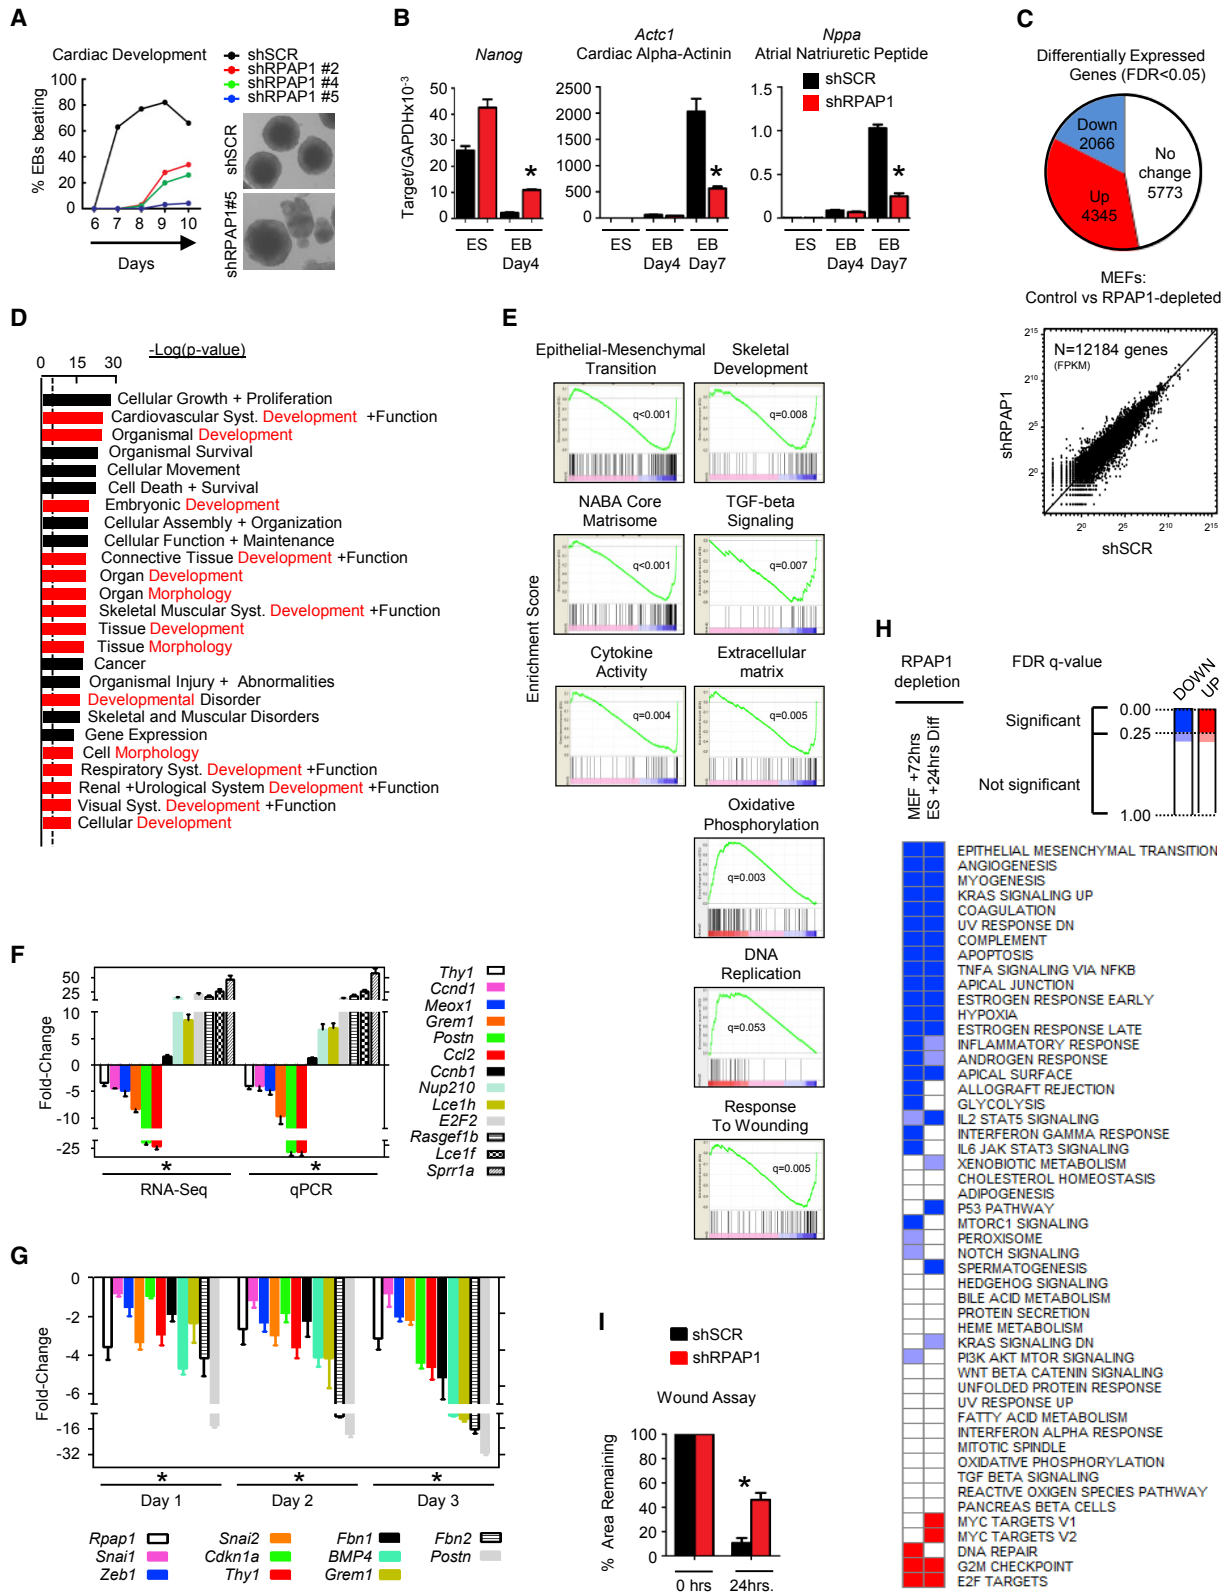 A
Cardiac Development
shSCR
shRPAP1 #2
shRPAP1 #4
shRPAP1 #5
% EBs beating
100
80
60
40
20
0
6 7 8 9 10
Days
shSCR
shRPAP1#5
B
Nanog
Actc1
Cardiac Alpha-Actinin
Nppa
Atrial Natriuretic Peptide
Target/GAPDHx10-3
50
40
30
20
10
0
*
ES EB
Day4
2500
2000
1500
1000
500
0
*
ES EB EB
Day4 Day7
1.5
1.0
0.5
0
shSCR
shRPAP1
*
ES EB EB
Day4 Day7
C
Differentially Expressed
Genes (FDR<0.05)
Down
2066
No
change
5773
Up
4345
MEFs:
Control vs RPAP1-depleted
N=12184 genes
(FPKM)
shRPAP1
2^15
2^10
2^5
2^0
2^0 2^5 2^10 2^15
shSCR
D
-Log(p-value)
0 15 30
Cellular Growth + Proliferation
Cardiovascular Syst. Development +Function
Organismal Development
Organismal Survival
Cellular Movement
Cell Death + Survival
Embryonic Development
Cellular Assembly + Organization
Cellular Function + Maintenance
Connective Tissue Development +Function
Organ Development
Organ Morphology
Skeletal Muscular Syst. Development +Function
Tissue Development
Tissue Morphology
Cancer
Organismal Injury + Abnormalities
Developmental Disorder
Skeletal and Muscular Disorders
Gene Expression
Cell Morphology
Respiratory Syst. Development +Function
Renal +Urological System Development +Function
Visual Syst. Development +Function
Cellular Development
E
Enrichment Score
Epithelial-Mesenchymal
Transition
q<0.001
Skeletal
Development
q=0.008
NABA Core
Matrisome
q<0.001
TGF-beta
Signaling
q=0.007
Cytokine
Activity
q=0.004
Extracellular
matrix
q=0.005
Oxidative
Phosphorylation
q=0.003
DNA
Replication
q=0.053
Response
To Wounding
q=0.005
F
Fold-Change
50
25
10
5
0
-5
-10
-25
*
*
RNA-Seq qPCR
Thy1
Ccnd1
Meox1
Grem1
Postn
Ccl2
Ccnb1
Nup210
Lce1h
E2F2
Rasgef1b
Lce1f
Sprr1a
G
Fold-Change
0
-2
-4
-6
-16
-32
* * *
Day 1 Day 2 Day 3
Rpap1 Snai2 Fbn1 Fbn2
Snai1 Cdkn1a BMP4 Postn
Zeb1 Thy1 Grem1
H
RPAP1
depletion
MEF +72hrs
ES +24hrs Diff
FDR q-value
DOWN
UP
Significant
Not significant
0.00
0.25
1.00
EPITHELIAL MESENCHYMAL TRANSITION
ANGIOGENESIS
MYOGENESIS
KRAS SIGNALING UP
COAGULATION
UV RESPONSE DN
COMPLEMENT
APOPTOSIS
TNFA SIGNALING VIA NFKB
APICAL JUNCTION
ESTROGEN RESPONSE EARLY
HYPOXIA
ESTROGEN RESPONSE LATE
INFLAMMATORY RESPONSE
ANDROGEN RESPONSE
APICAL SURFACE
ALLOGRAFT REJECTION
GLYCOLYSIS
IL2 STAT5 SIGNALING
INTERFERON GAMMA RESPONSE
IL6 JAK STAT3 SIGNALING
XENOBIOTIC METABOLISM
CHOLESTEROL HOMEOSTASIS
ADIPOGENESIS
P53 PATHWAY
MTORC1 SIGNALING
PEROXISOME
NOTCH SIGNALING
SPERMATOGENESIS
HEDGEHOG SIGNALING
BILE ACID METABOLISM
PROTEIN SECRETION
HEME METABOLISM
KRAS SIGNALING DN
PI3K AKT MTOR SIGNALING
WNT BETA CATENIN SIGNALING
UNFOLDED PROTEIN RESPONSE
UV RESPONSE UP
FATTY ACID METABOLISM
INTERFERON ALPHA RESPONSE
MITOTIC SPINDLE
OXIDATIVE PHOSPHORYLATION
TGF BETA SIGNALING
REACTIVE OXIGEN SPECIES PATHWAY
PANCREAS BETA CELLS
MYC TARGETS V1
MYC TARGETS V2
DNA REPAIR
G2M CHECKPOINT
E2F TARGETS
I
shSCR
shRPAP1
Wound Assay
% Area Remaining
100
80
60
40
20
0
*
0 hrs 24hrs.